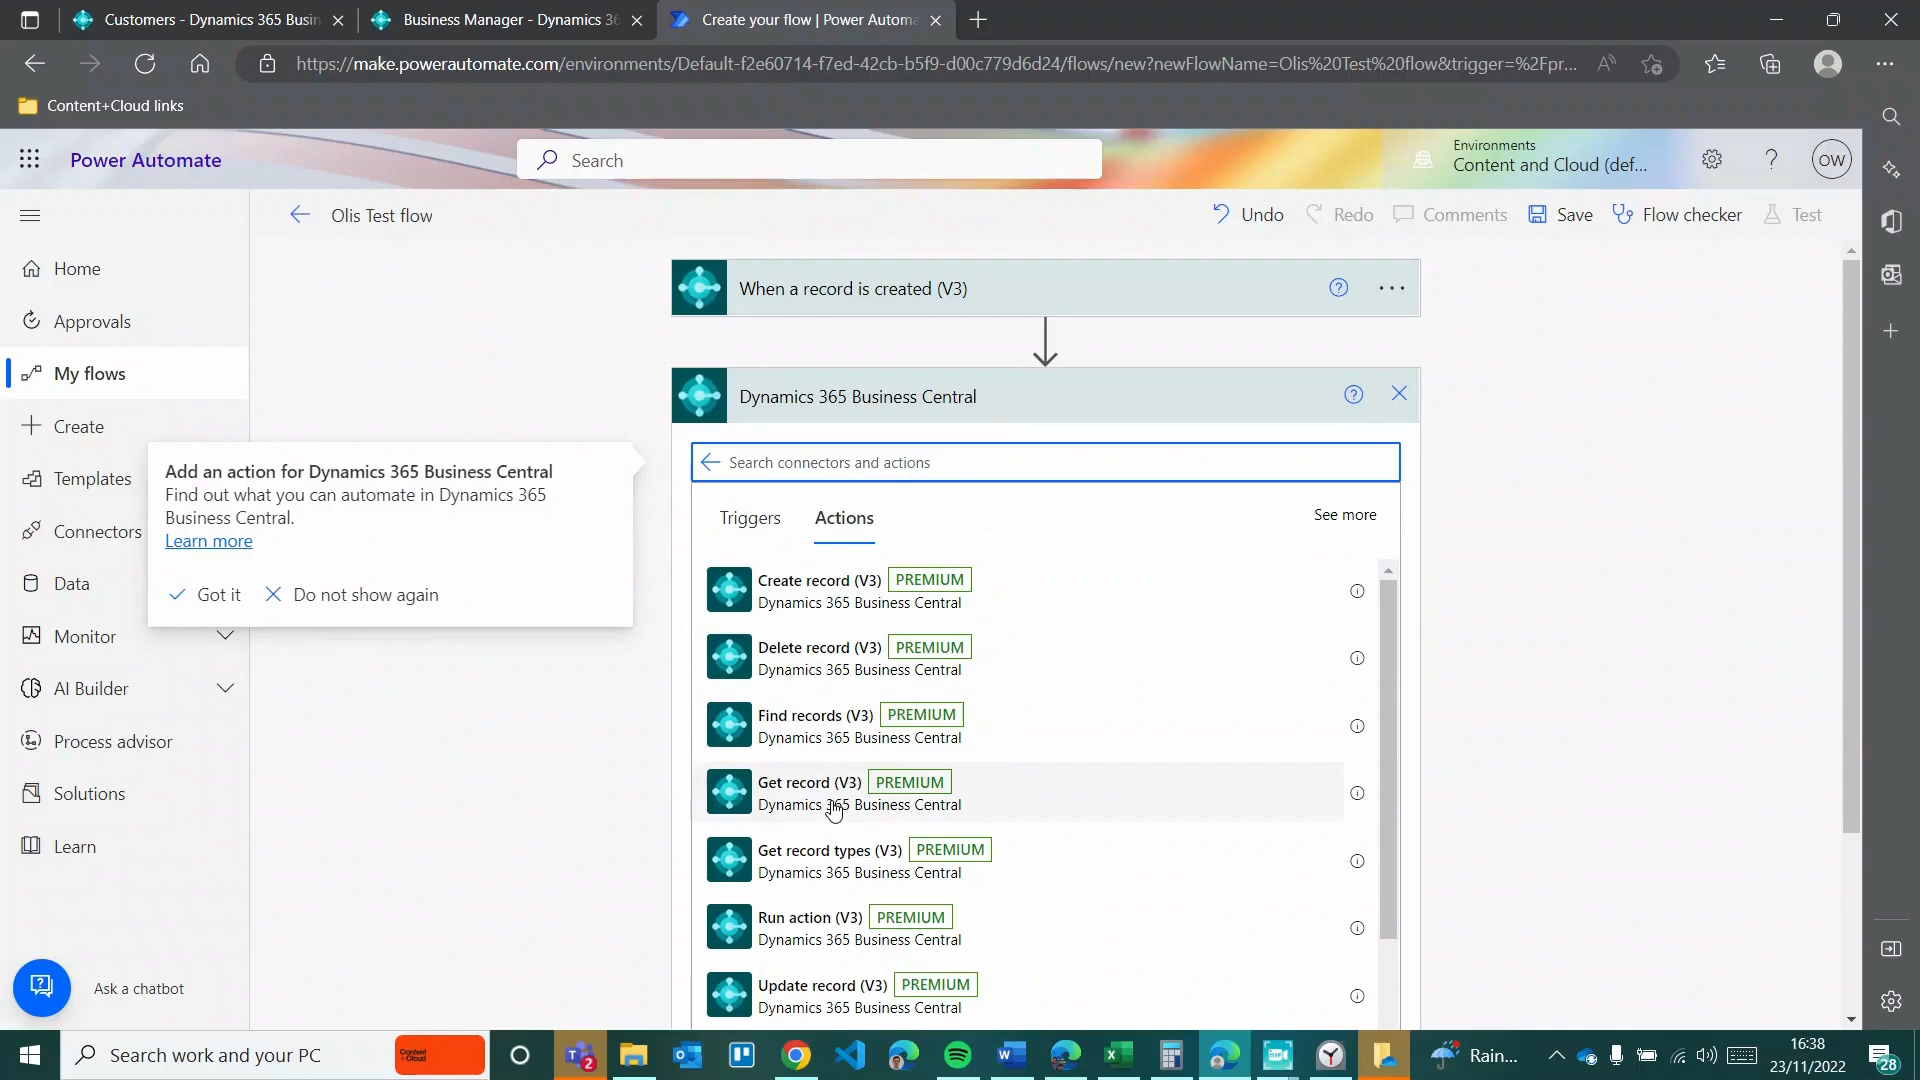 Customers - Dynamics 365 Busin
Business Manager - Dynamics 36
Create your flow | Power Automa
https://make.powerautomate.com/environments/Default-f2e60714-f7ed-42cb-b5f9-d00c779d6d24/flows/new?newFlowName=Olis%20Test%20flow&trigger=%2Fpr...
Content+Cloud links
Power Automate
Search
Environments
Content and Cloud (def...
?
OW
Olis Test flow
Undo
Redo
Comments
Save
Flow checker
Test
Home
Approvals
My flows
Create
Templates
Connectors
Data
Monitor
AI Builder
Process advisor
Solutions
Learn
Ask a chatbot
When a record is created (V3)
Dynamics 365 Business Central
Add an action for Dynamics 365 Business Central
Find out what you can automate in Dynamics 365
Business Central.
Learn more
Got it
Do not show again
Search connectors and actions
Triggers
Actions
See more
Create record (V3) PREMIUM
Dynamics 365 Business Central
Delete record (V3) PREMIUM
Dynamics 365 Business Central
Find records (V3) PREMIUM
Dynamics 365 Business Central
Get record (V3) PREMIUM
Dynamics 365 Business Central
Get record types (V3) PREMIUM
Dynamics 365 Business Central
Run action (V3) PREMIUM
Dynamics 365 Business Central
Update record (V3) PREMIUM
Dynamics 365 Business Central
Search work and your PC
Content
+Cloud
2
Rain...
16:38
23/11/2022
28